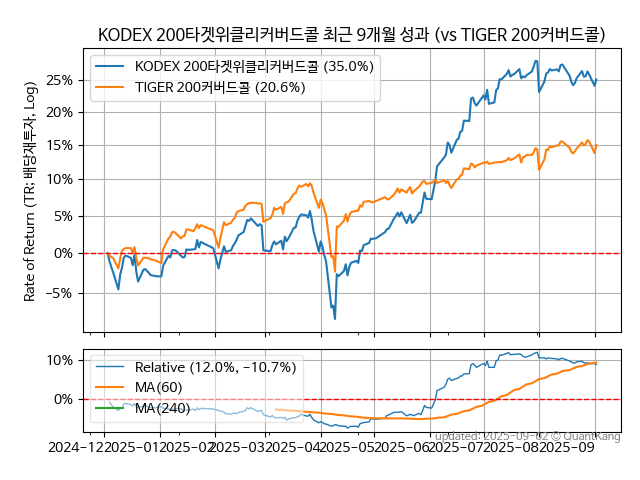 KODEX 200타겟위클리커버드콜 최근 9개월 성과 (vs TIGER 200커버드콜)
Rate of Return (TR: 배당재투자, Log)
KODEX 200타겟위클리커버드콜 (35.0%)
TIGER 200커버드콜 (20.6%)
25%
20%
15%
10%
5%
0%
−5%
Relative (12.0%, −10.7%)
MA(60)
MA(240)
10%
0%
updated: 2025-09-02 © QuantKang
2024-12
2025-01
2025-02
2025-03
2025-04
2025-05
2025-06
2025-07
2025-08
2025-09